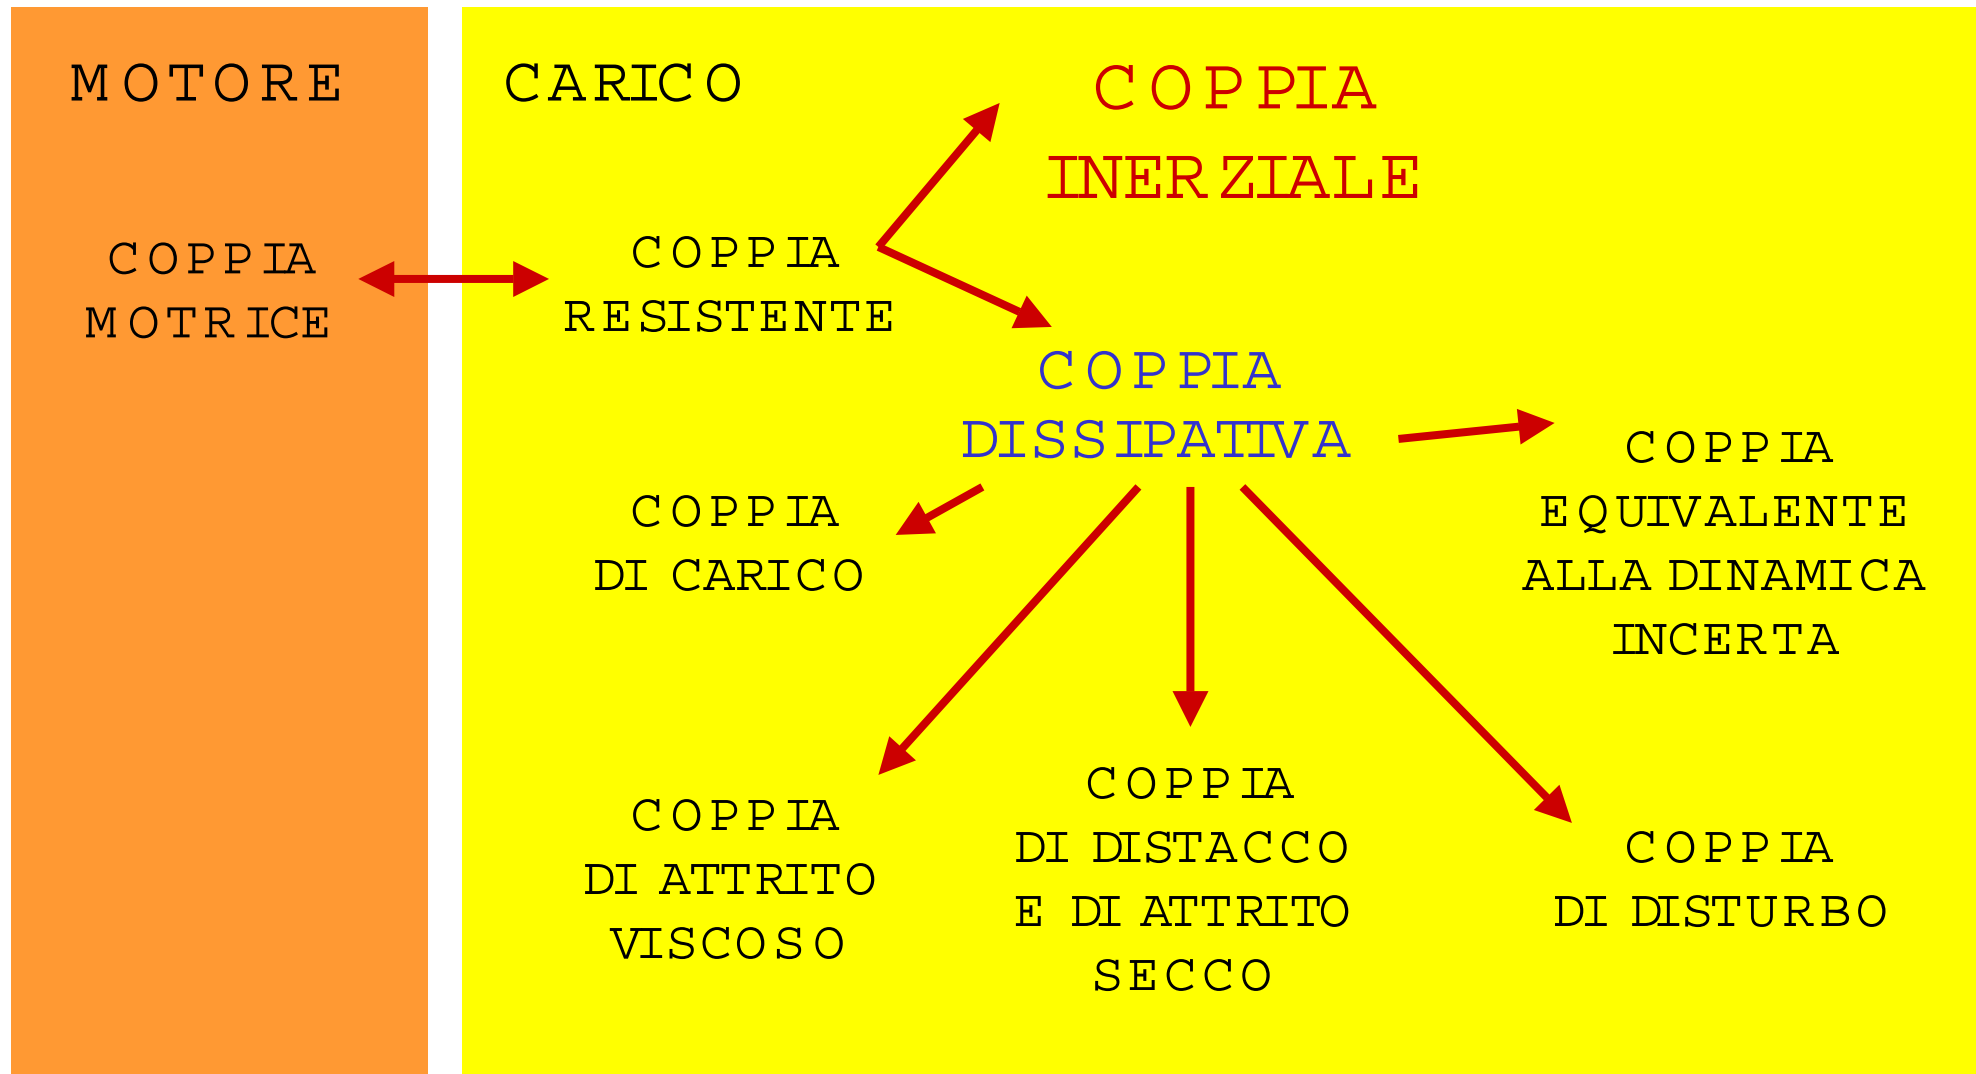 MOTORE
COPPIA
MOTRICE
CARICO
COPPIA
INERZIALE
COPPIA
RESISTENTE
COPPIA
DISSIPATIVA
COPPIA
DI CARICO
COPPIA
EQUIVALENTE
ALLA DINAMICA
INCERTA
COPPIA
DI ATTRITO
VISCOSO
COPPIA
DI DISTACCO
E DI ATTRITO
SECCO
COPPIA
DI DISTURBO